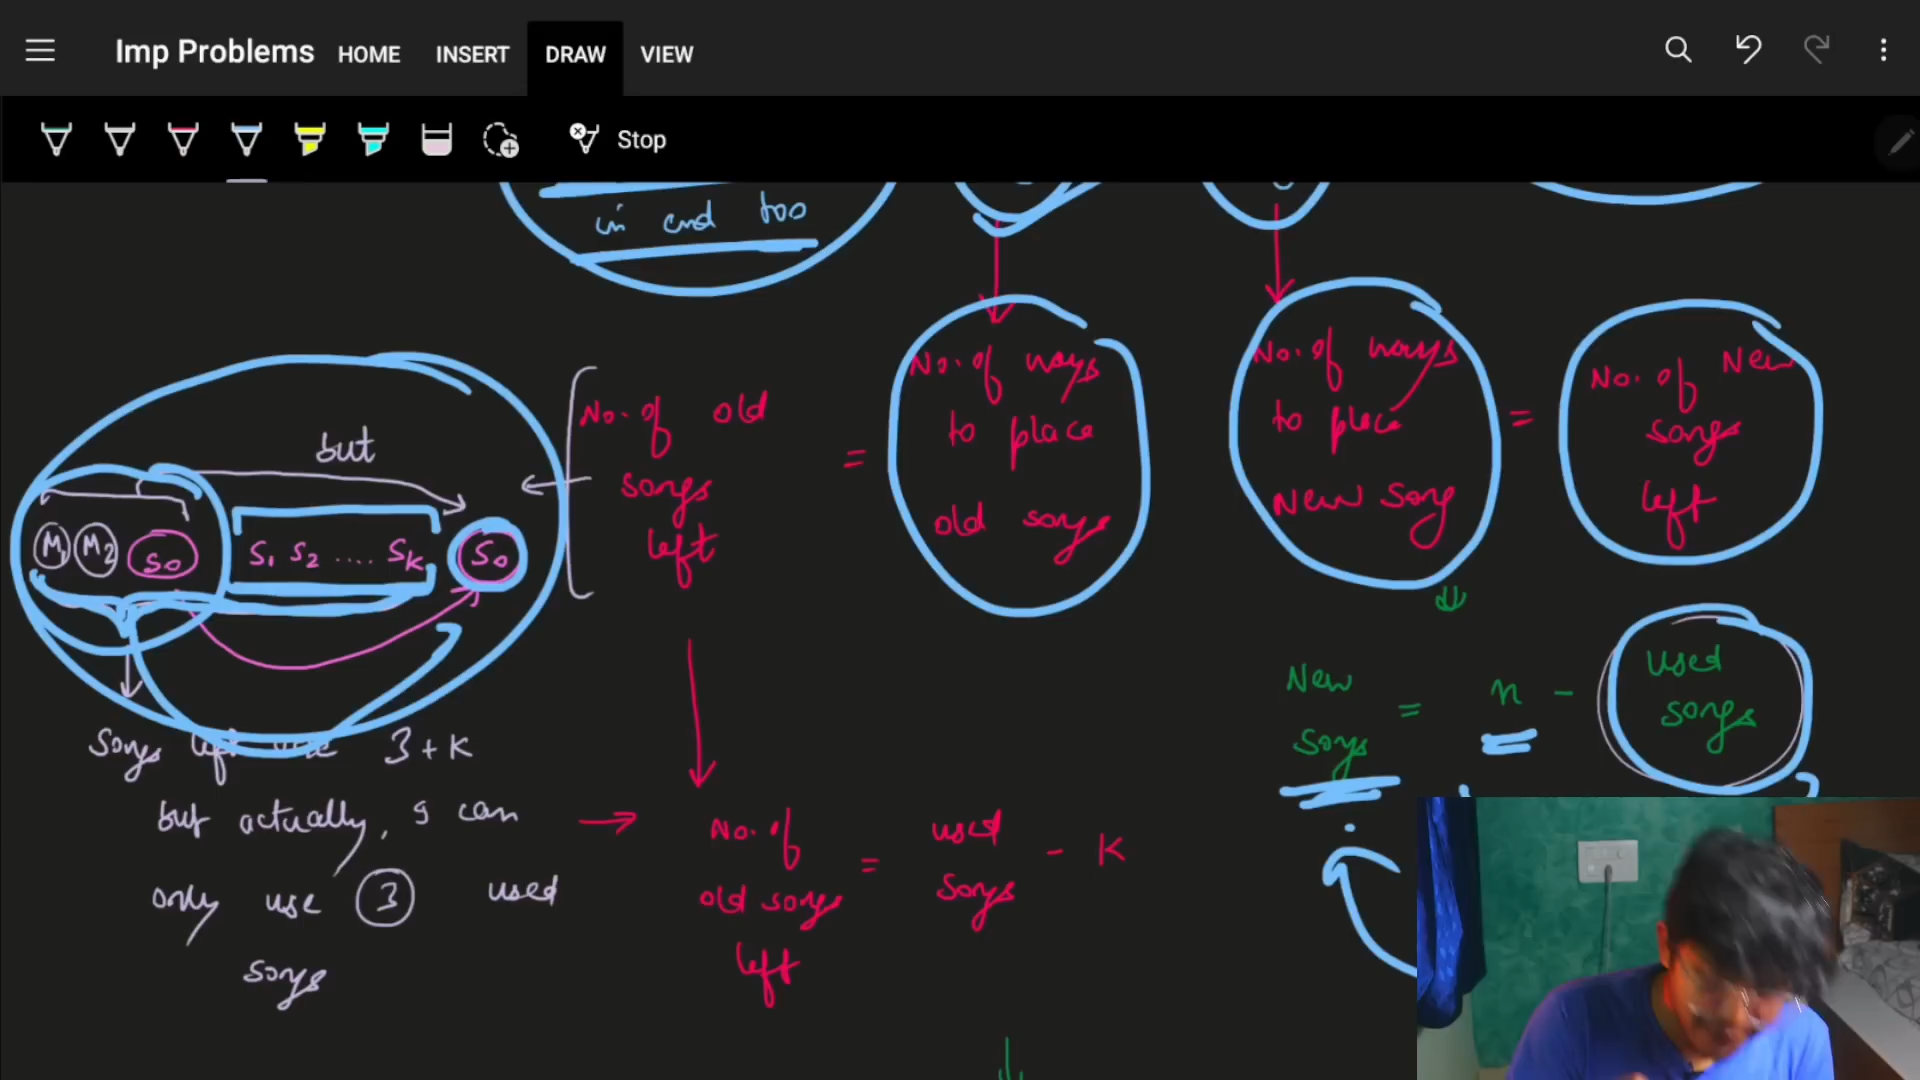 Imp Problems HOME INSERT DRAW VIEW
Stop
in end too
but
M1 M2 So S1 S2 .... Sk So
No. of old
songs
left
=
No. of ways
to place
old songs
No. of ways
to place
New song
=
No. of New
songs
left
New
songs
=
n -
used
songs
Songs left are 3 + K
but actually, I can
only use 3 used
songs
No. of
old songs
left
=
used
songs
- K